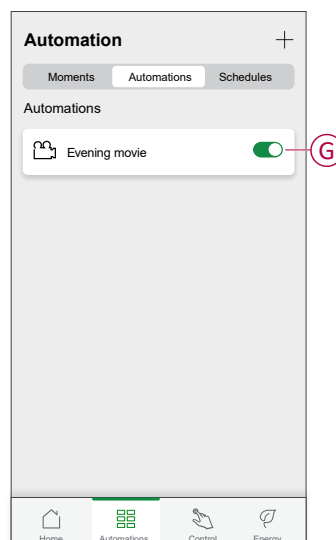 Automation
Moments Automations Schedules
Automations
Evening movie
G
Home Automations Control Energy